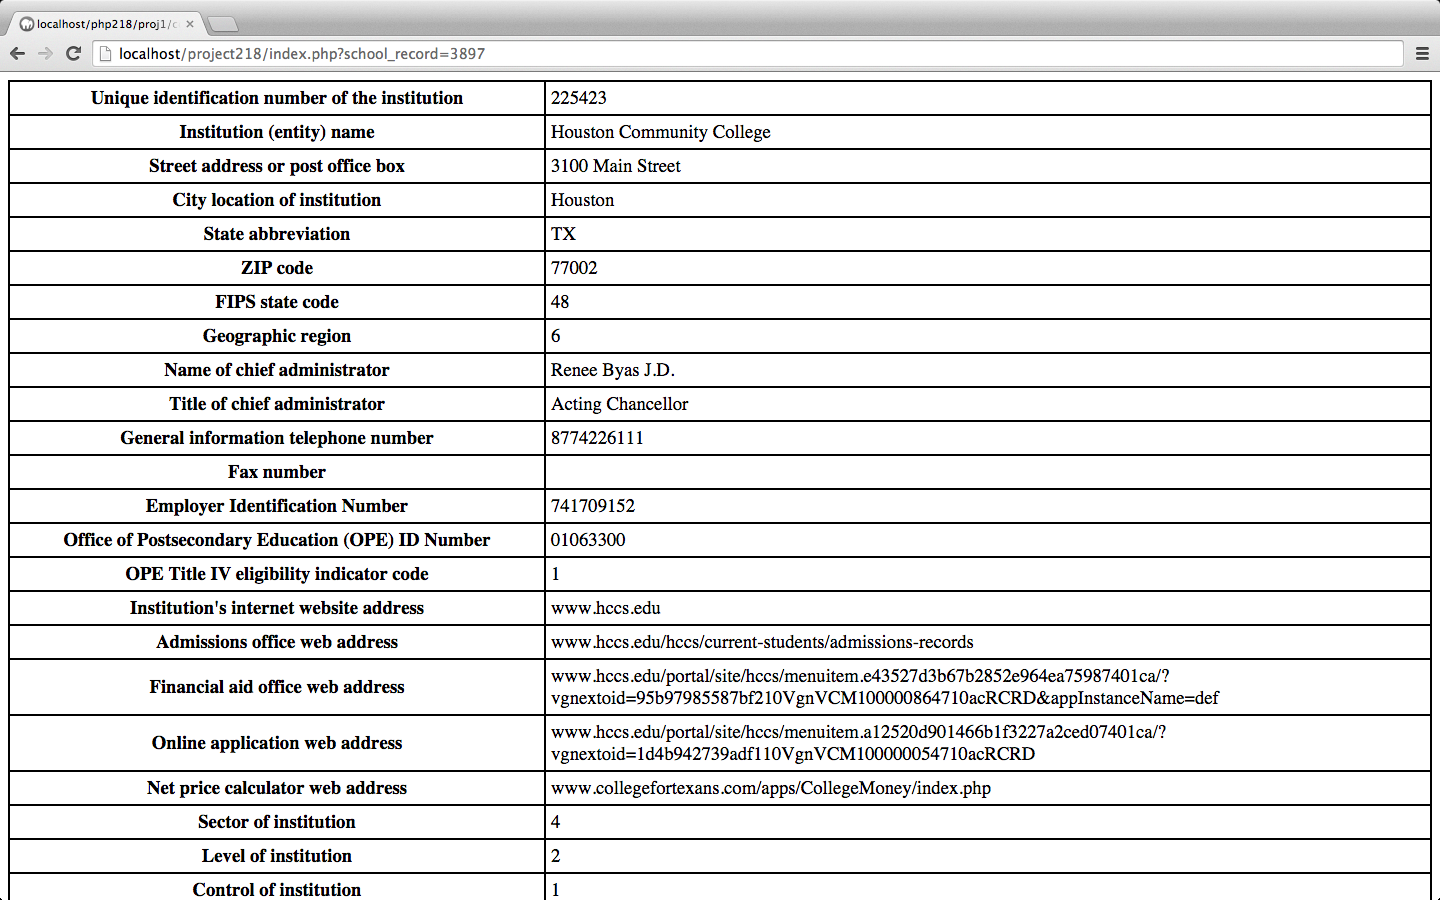 localhost/php218/proj1/c
localhost/project218/index.php?school_record=3897
Unique identification number of the institution 225423
Institution (entity) name Houston Community College
Street address or post office box 3100 Main Street
City location of institution Houston
State abbreviation TX
ZIP code 77002
FIPS state code 48
Geographic region 6
Name of chief administrator Renee Byas J.D.
Title of chief administrator Acting Chancellor
General information telephone number 8774226111
Fax number
Employer Identification Number 741709152
Office of Postsecondary Education (OPE) ID Number 01063300
OPE Title IV eligibility indicator code 1
Institution's internet website address www.hccs.edu
Admissions office web address www.hccs.edu/hccs/current-students/admissions-records
Financial aid office web address www.hccs.edu/portal/site/hccs/menuitem.e43527d3b67b2852e964ea75987401ca/?
vgnextoid=95b97985587bf210VgnVCM100000864710acRCRD&appInstanceName=def
Online application web address www.hccs.edu/portal/site/hccs/menuitem.a12520d901466b1f3227a2ced07401ca/?
vgnextoid=1d4b942739adf110VgnVCM100000054710acRCRD
Net price calculator web address www.collegefortexans.com/apps/CollegeMoney/index.php
Sector of institution 4
Level of institution 2
Control of institution 1